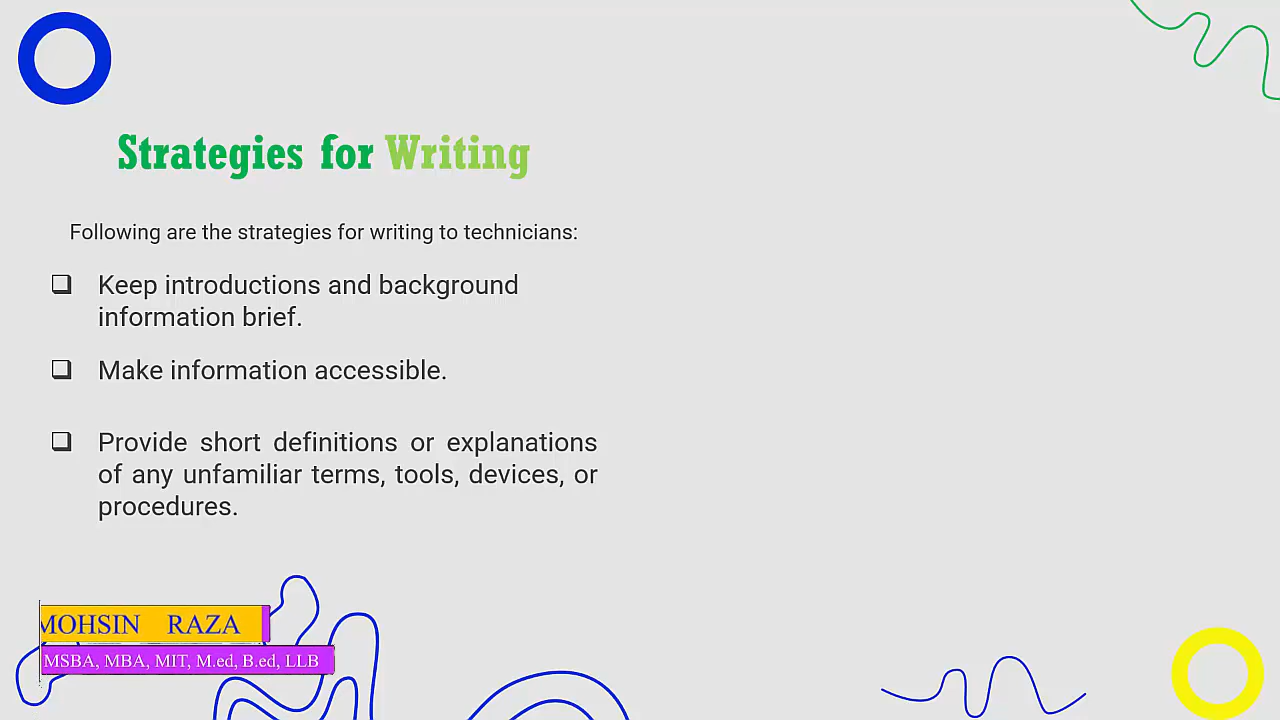 Strategies for Writing
Following are the strategies for writing to technicians:
❑ Keep introductions and background
information brief.
❑ Make information accessible.
❑ Provide short definitions or explanations
of any unfamiliar terms, tools, devices, or
procedures.
MOHSIN RAZA
MSBA, MBA, MIT, M.ed, B.ed, LLB